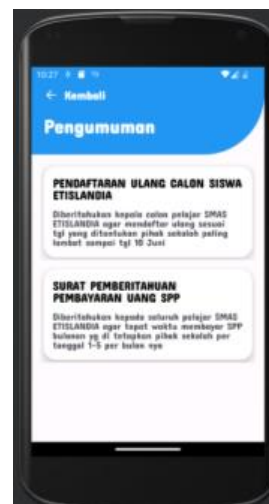 10:27
← Kembali
Pengumuman
PENDAFTARAN ULANG CALON SISWA
ETISLANDIA
Diberitahukan kepala calon pelajar SMAS
ETISLANDIA agar mendaftar ulang sesuai
tgl yang ditentukan pihak sekolah paling
lambat sampai tgl 10 Juni
SURAT PEMBERITAHUAN
PEMBAYARAN UANG SPP
Diberitahukan kepada seluruh pelajar SMAS
ETISLANDIA agar tepat waktu membayar SPP
bulanan yg di tetapkan pihak sekolah per
tanggal 1-5 per bulan nya